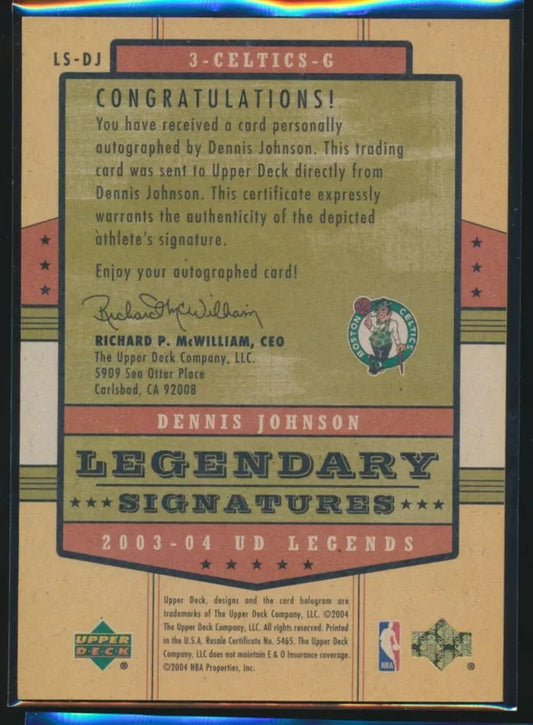 LS-DJ
3-CELTICS-G
CONGRATULATIONS!
You have received a card personally
autographed by Dennis Johnson. This trading
card was sent to Upper Deck directly from
Dennis Johnson. This certificate expressly
warrants the authenticity of the depicted
athlete's signature.
Enjoy your autographed card!
Richard P. McWilliam
RICHARD P. McWILLIAM, CEO
The Upper Deck Company, LLC.
5909 Sea Otter Place
Carlsbad, CA 92008
BOSTON CELTICS
DENNIS JOHNSON
LEGENDARY
★★★SIGNATURES★★★
2003-04 UD LEGENDS
Upper Deck, designs and the card hologram are
trademarks of The Upper Deck Company, LLC. ©2004
The Upper Deck Company, LLC. All rights reserved. Printed
in the U.S.A. Resale Certificate No. 5465. The Upper Deck
Company, LLC does not maintain E & O Insurance coverage.
©2004 NBA Properties, Inc.
UPPER
DECK
®
NBA
®